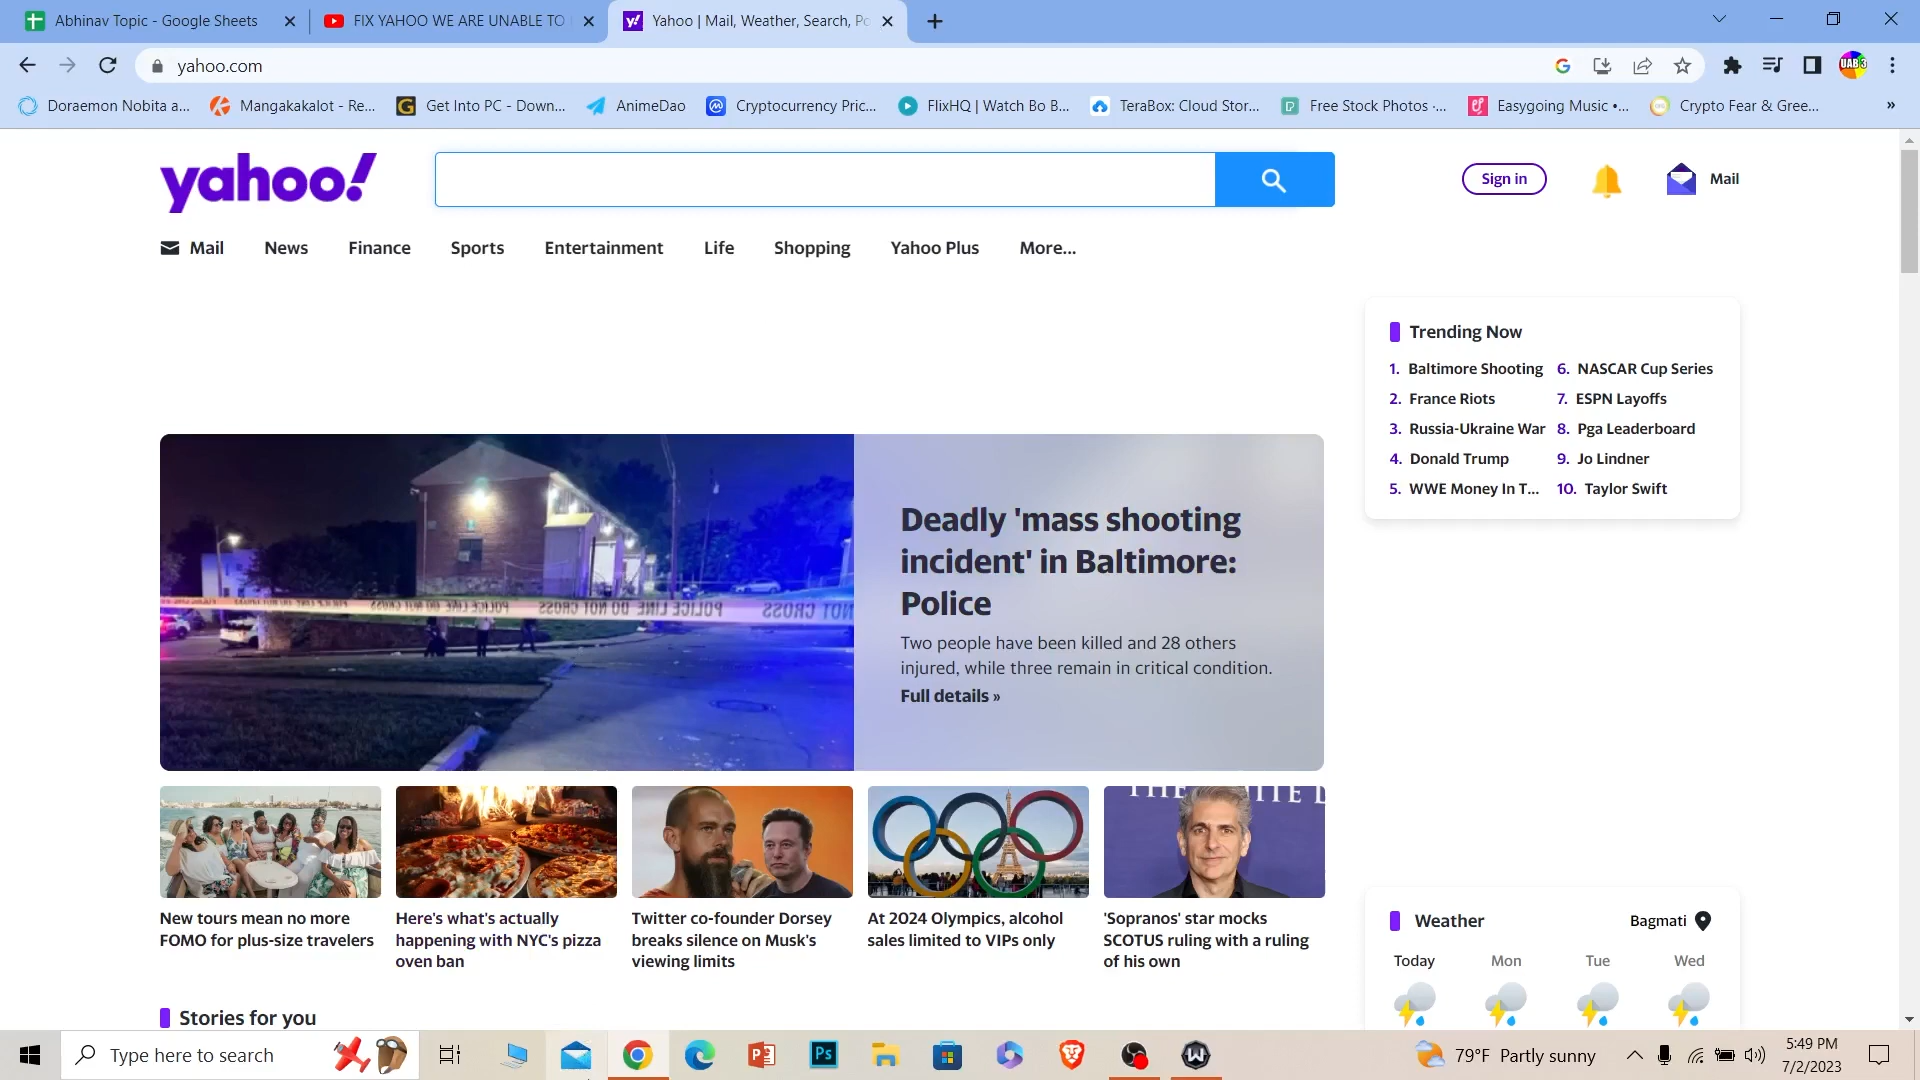 Abhinav Topic - Google Sheets
FIX YAHOO WE ARE UNABLE TO
Yahoo | Mail, Weather, Search, Po
yahoo.com
UAB 3
Doraemon Nobita a...
Mangakakalot - Re...
Get Into PC - Down...
AnimeDao
Cryptocurrency Pric...
FlixHQ | Watch Bo B...
TeraBox: Cloud Stor...
Free Stock Photos ·...
Easygoing Music •...
Crypto Fear & Gree...
»
yahoo!
Sign in
Mail
Mail
News
Finance
Sports
Entertainment
Life
Shopping
Yahoo Plus
More...
Trending Now
1. Baltimore Shooting
6. NASCAR Cup Series
2. France Riots
7. ESPN Layoffs
3. Russia-Ukraine War
8. Pga Leaderboard
4. Donald Trump
9. Jo Lindner
5. WWE Money In T...
10. Taylor Swift
Deadly 'mass shooting
incident' in Baltimore:
Police
Two people have been killed and 28 others
injured, while three remain in critical condition.
Full details »
New tours mean no more
FOMO for plus-size travelers
Here's what's actually
happening with NYC's pizza
oven ban
Twitter co-founder Dorsey
breaks silence on Musk's
viewing limits
At 2024 Olympics, alcohol
sales limited to VIPs only
'Sopranos' star mocks
SCOTUS ruling with a ruling
of his own
Weather
Bagmati
Today
Mon
Tue
Wed
Stories for you
Type here to search
Ps
79°F Partly sunny
5:49 PM
7/2/2023